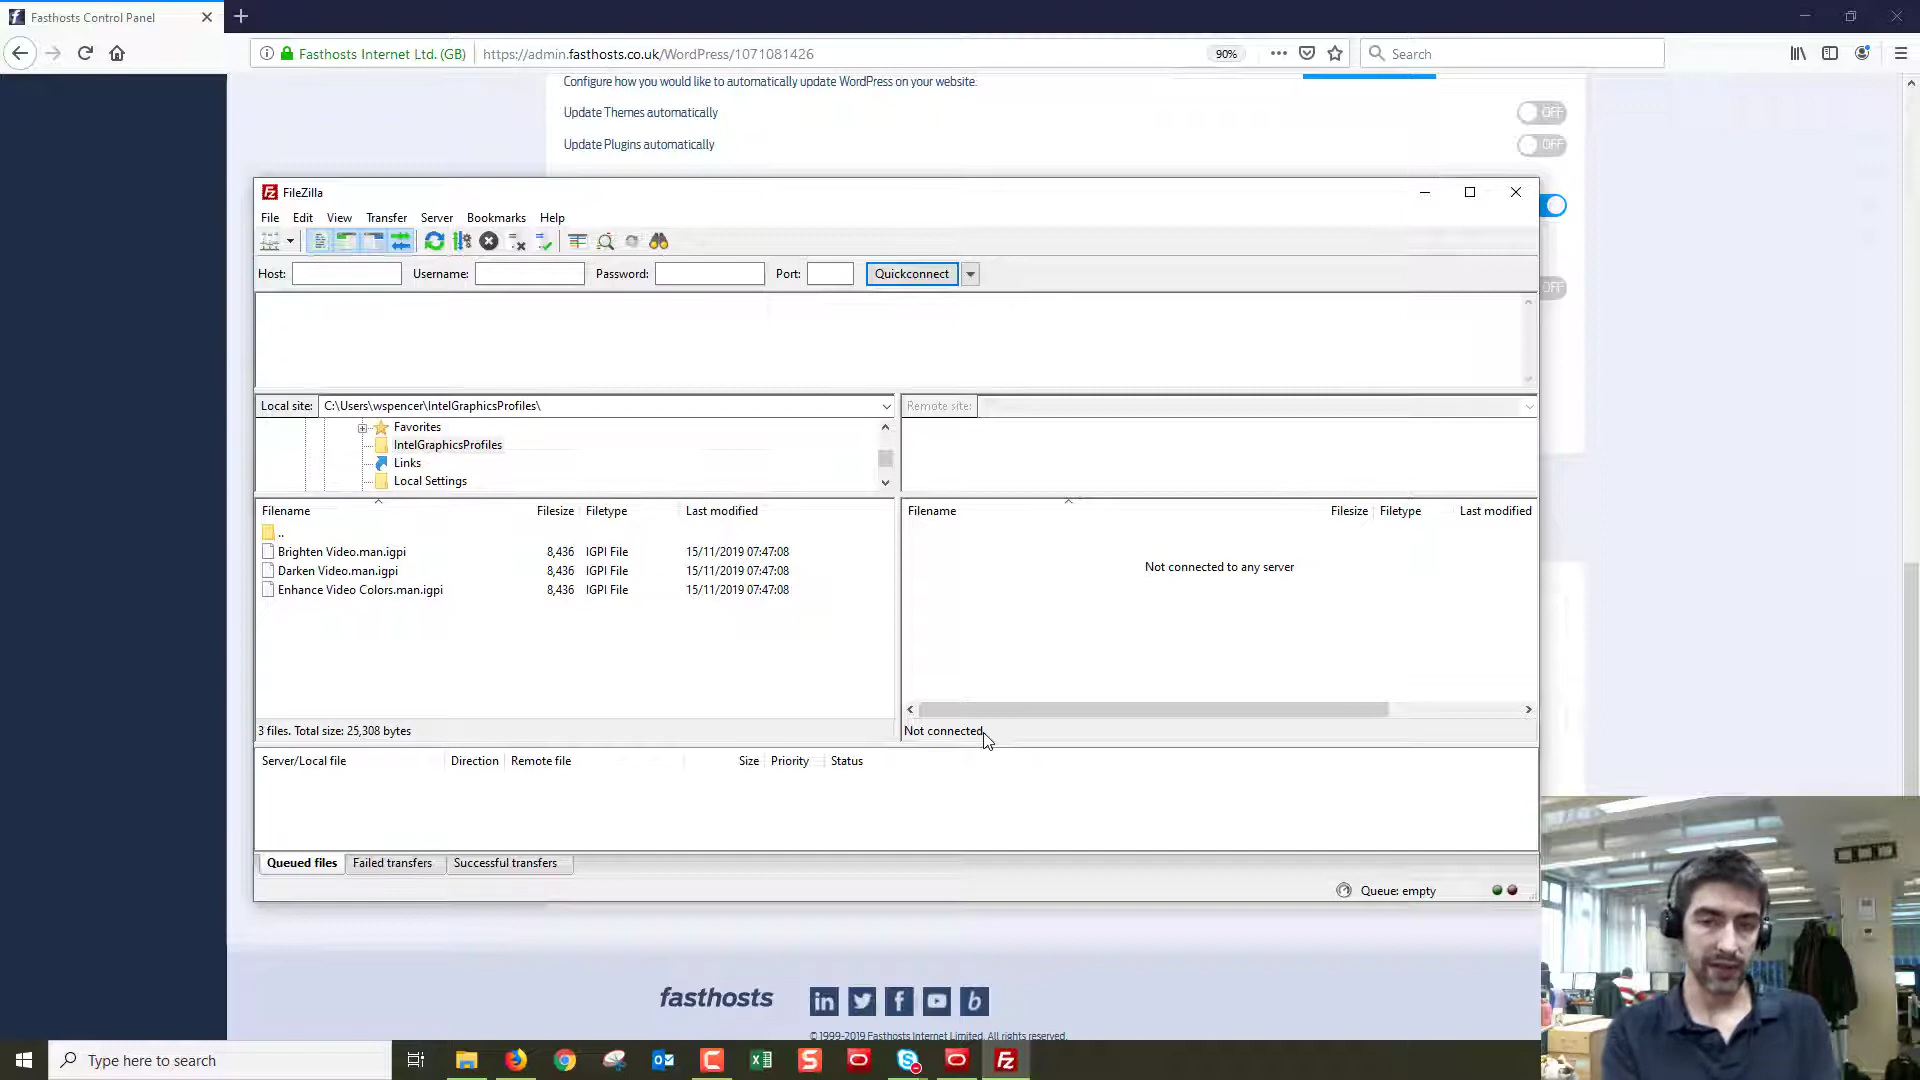 Fasthosts Control Panel
Fasthosts Internet Ltd. (GB)
https://admin.fasthosts.co.uk/WordPress/1071081426
90%
Search
Configure how you would like to automatically update WordPress on your website.
Update Themes automatically
OFF
Update Plugins automatically
OFF
FileZilla
File Edit View Transfer Server Bookmarks Help
Host: Username: Password: Port: Quickconnect
OFF
Local site: C:\Users\wspencer\IntelGraphicsProfiles\
Remote site:
Favorites
IntelGraphicsProfiles
Links
Local Settings
Filename Filesize Filetype Last modified
Filename Filesize Filetype Last modified
..
Brighten Video.man.igpi 8,436 IGPI File 15/11/2019 07:47:08
Darken Video.man.igpi 8,436 IGPI File 15/11/2019 07:47:08
Enhance Video Colors.man.igpi 8,436 IGPI File 15/11/2019 07:47:08
Not connected to any server
3 files. Total size: 25,308 bytes
Not connected.
Server/Local file Direction Remote file Size Priority Status
Queued files Failed transfers Successful transfers
Queue: empty
fasthosts
© 1999-2019 Fasthosts Internet Limited. All rights reserved.
Type here to search